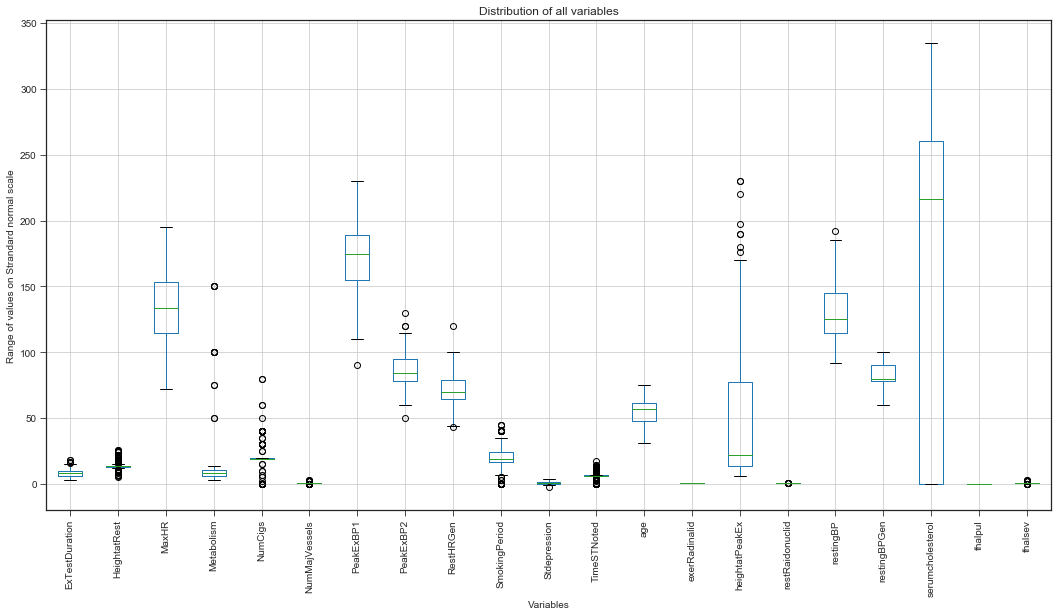 Distribution of all variables
Range of values on Strandard normal scale
350
300
250
200
150
100
50
0
ExTestDuration
HeightatRest
MaxHR
Metabolism
NumCigs
NumMajVessels
PeakExBP1
PeakExBP2
RestHRGen
SmokingPeriod
Stdepression
TimeSTNoted
age
exerRadinalid
heightatPeakEx
restRaidonuclid
restingBP
restingBPGen
serumcholesterol
thalpul
thalsev
Variables